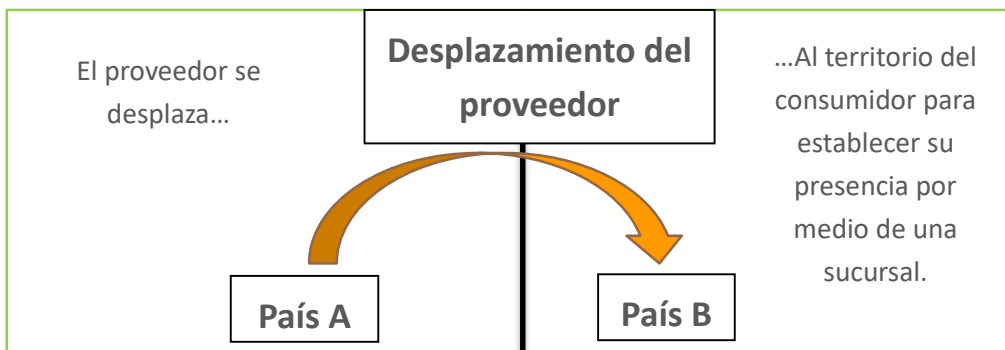 El proveedor se
desplaza…
Desplazamiento del
proveedor
…Al territorio del
consumidor para
establecer su
presencia por
medio de una
sucursal.
País A
País B